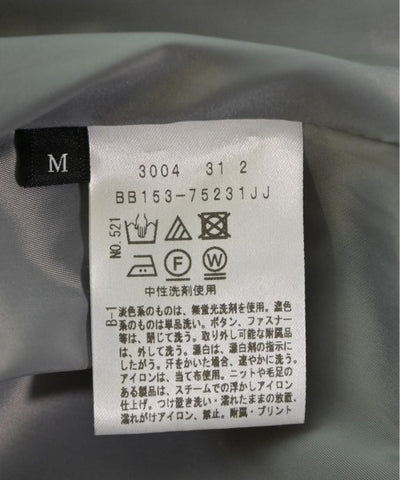 M
3004 31 2
BB153-75231JJ
NO.521
F W
中性洗剤使用
B-1
淡色系のものは、無蛍光洗剤を使用。濃色
系のものは単品洗い。ボタン、ファスナー
等は、閉じて洗う。取り外し可能な附属品
は、外して洗う。漂白は、漂白剤の指示に
したがう。汗をかいた場合、速やかに洗う。
アイロンは、当て布使用。ニットや毛足の
ある製品は、スチームでの浮かしアイロン
仕上げ。つけ置き洗い・濡れたままの放置、
濡れがけアイロン、禁止。附属・プリント